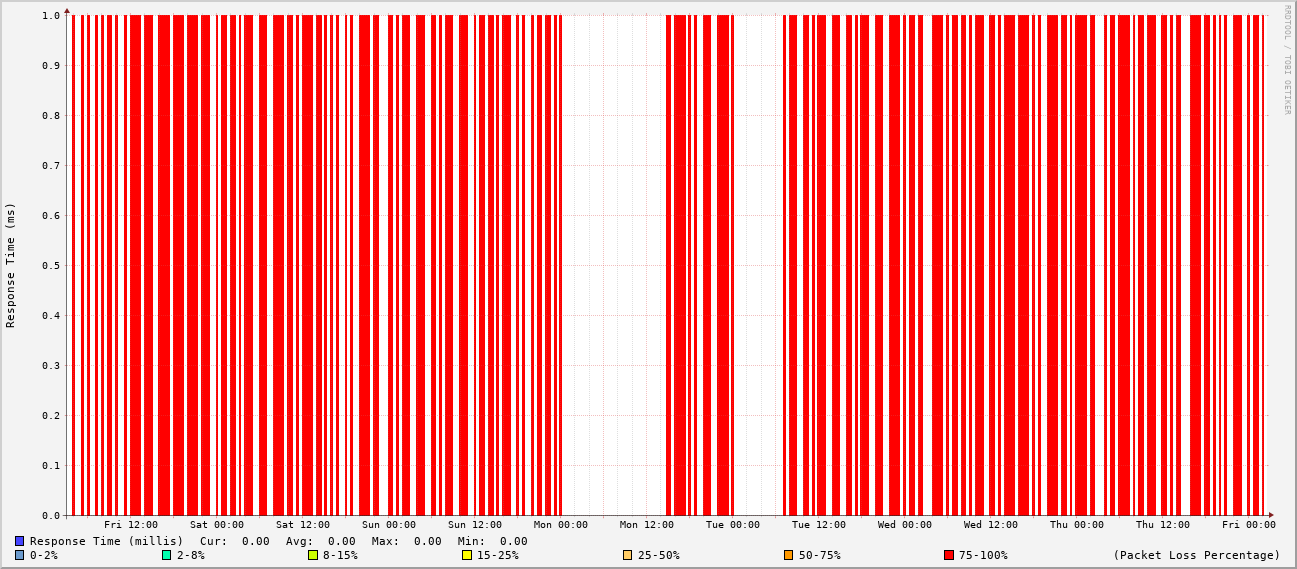 RRDTOOL / TOBI OETIKER
Response Time (ms)
1.0
0.9
0.8
0.7
0.6
0.5
0.4
0.3
0.2
0.1
0.0
Fri 12:00 Sat 00:00 Sat 12:00 Sun 00:00 Sun 12:00 Mon 00:00 Mon 12:00 Tue 00:00 Tue 12:00 Wed 00:00 Wed 12:00 Thu 00:00 Thu 12:00 Fri 00:00
Response Time (millis) Cur: 0.00 Avg: 0.00 Max: 0.00 Min: 0.00
0-2% 2-8% 8-15% 15-25% 25-50% 50-75% 75-100% (Packet Loss Percentage)